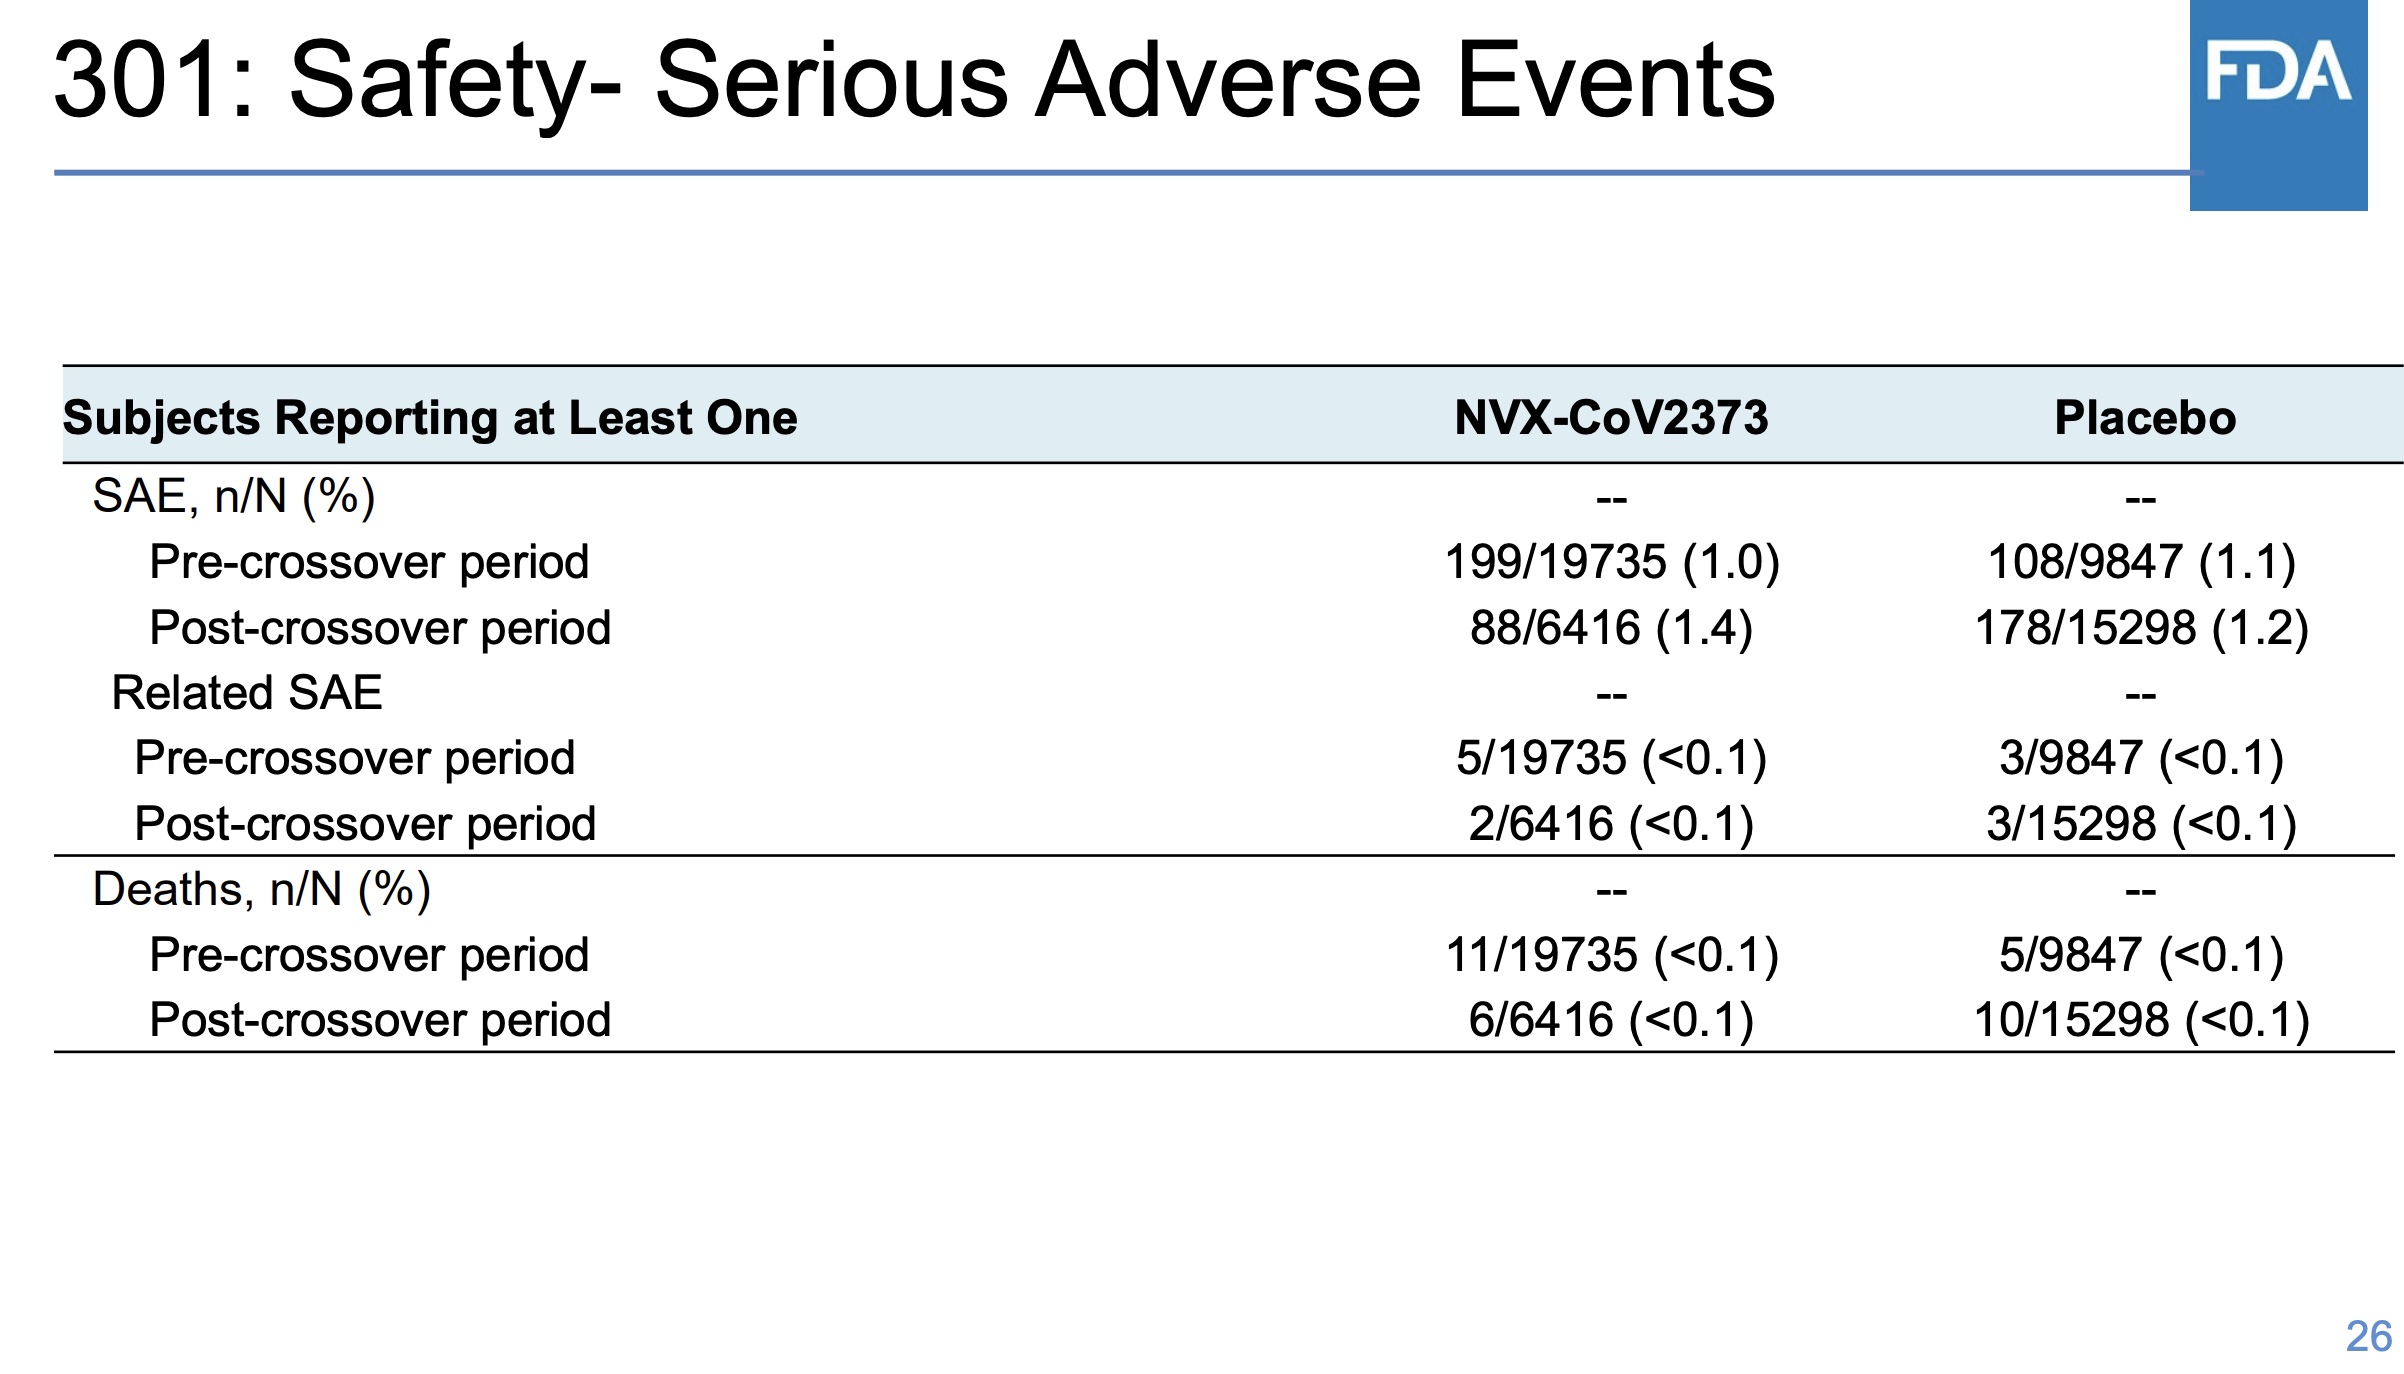 301: Safety- Serious Adverse Events
FDA
Subjects Reporting at Least One NVX-CoV2373 Placebo
SAE, n/N (%) -- --
Pre-crossover period 199/19735 (1.0) 108/9847 (1.1)
Post-crossover period 88/6416 (1.4) 178/15298 (1.2)
Related SAE -- --
Pre-crossover period 5/19735 (<0.1) 3/9847 (<0.1)
Post-crossover period 2/6416 (<0.1) 3/15298 (<0.1)
Deaths, n/N (%) -- --
Pre-crossover period 11/19735 (<0.1) 5/9847 (<0.1)
Post-crossover period 6/6416 (<0.1) 10/15298 (<0.1)
26